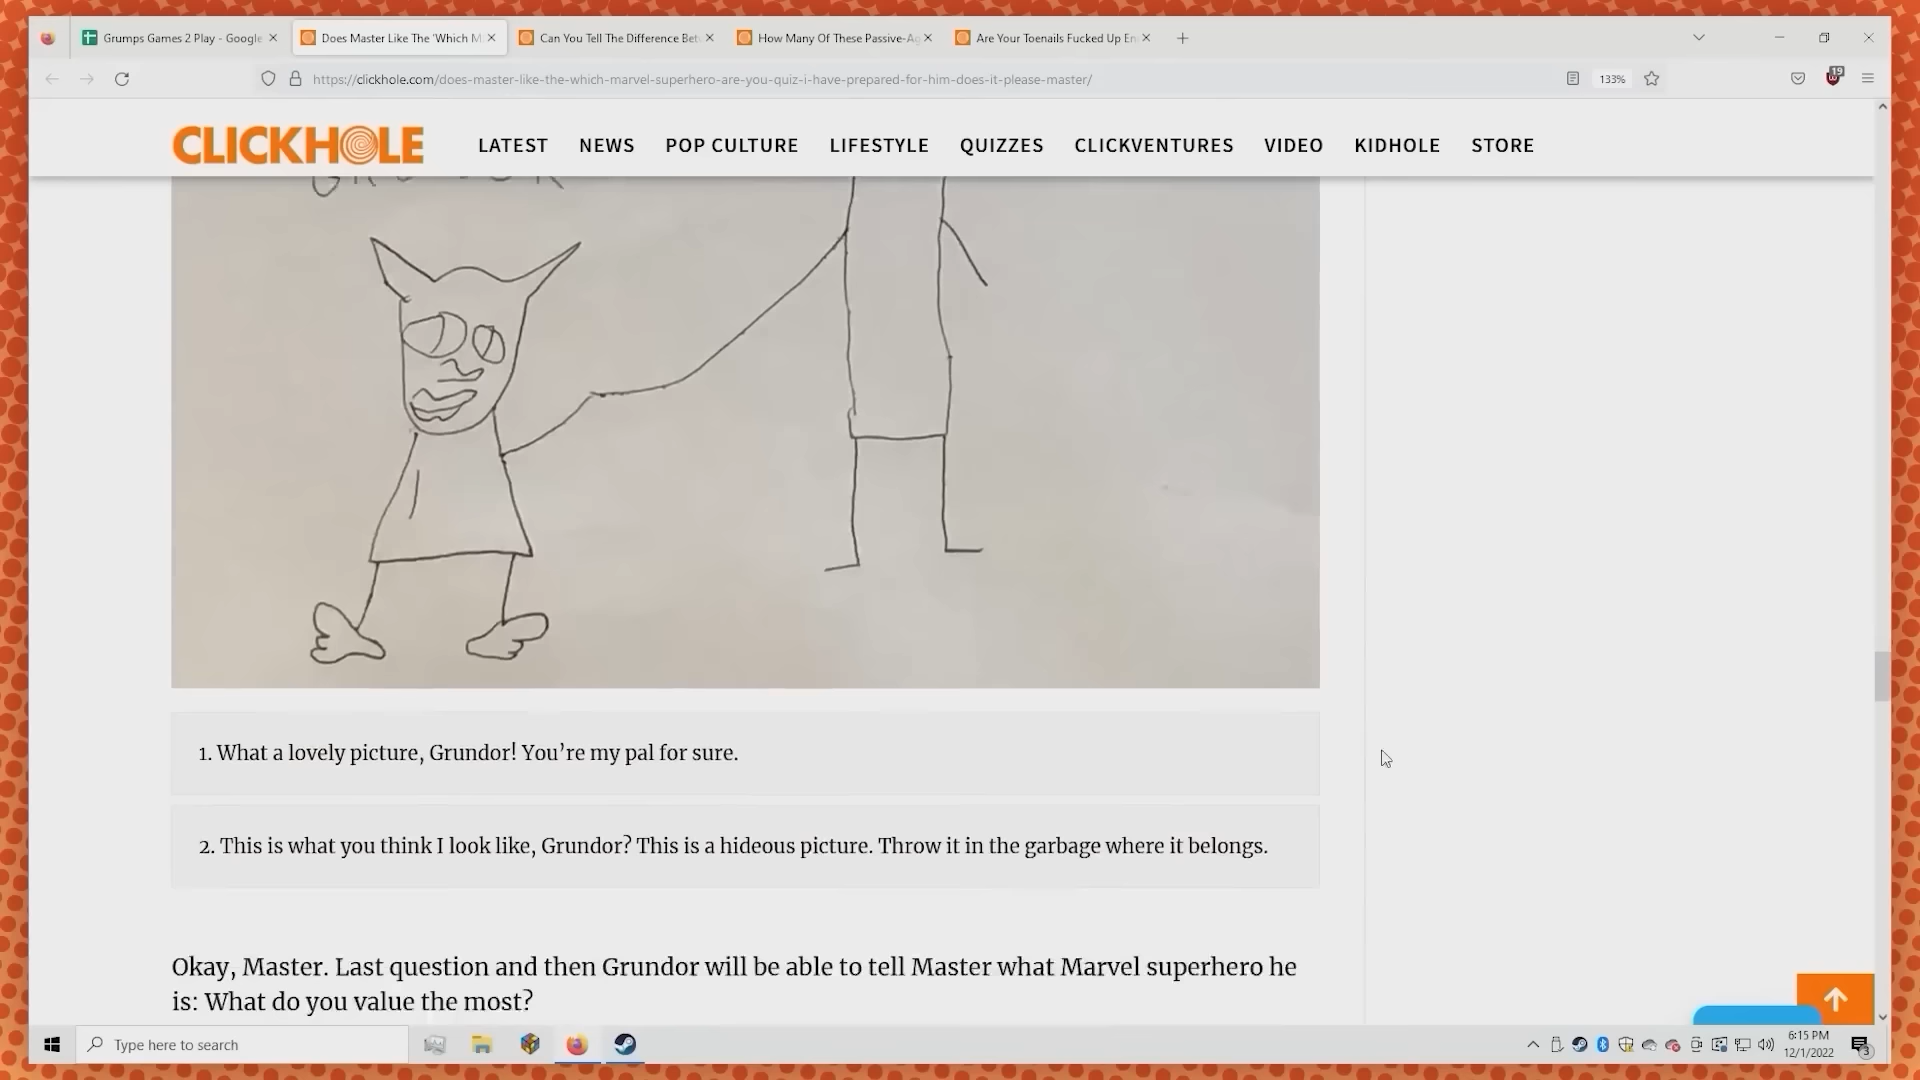 Grumps Games 2 Play - Google
Does Master Like The 'Which M
Can You Tell The Difference Bet
How Many Of These Passive-Ag
Are Your Toenails Fucked Up En
https://clickhole.com/does-master-like-the-which-marvel-superhero-are-you-quiz-i-have-prepared-for-him-does-it-please-master/
133%
19
CLICKHOLE
LATEST NEWS POP CULTURE LIFESTYLE QUIZZES CLICKVENTURES VIDEO KIDHOLE STORE
1. What a lovely picture, Grundor! You’re my pal for sure.
2. This is what you think I look like, Grundor? This is a hideous picture. Throw it in the garbage where it belongs.
Okay, Master. Last question and then Grundor will be able to tell Master what Marvel superhero he
is: What do you value the most?
Type here to search
6:15 PM
12/1/2022
3